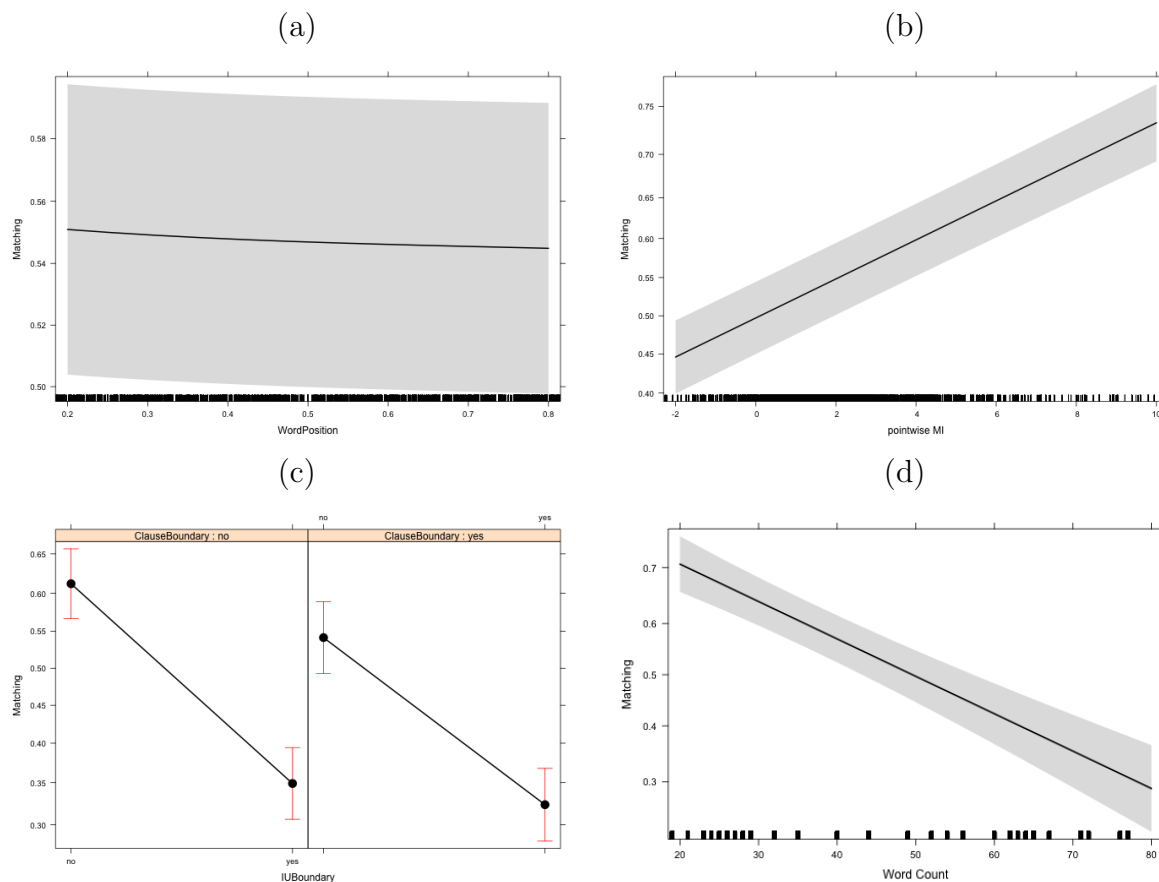 (a)
0.58
0.56
0.54
0.52
0.50
Matching
0.2 0.3 0.4 0.5 0.6 0.7 0.8
WordPosition
(b)
0.75
0.70
0.65
0.60
0.55
0.50
0.45
0.40
Matching
-2 0 2 4 6 8 10
pointwise MI
(c)
no yes
ClauseBoundary : no ClauseBoundary : yes
0.65
0.60
0.55
0.50
0.45
0.40
0.35
0.30
Matching
no yes
IUBoundary
(d)
0.7
0.6
0.5
0.4
0.3
Matching
20 30 40 50 60 70 80
Word Count